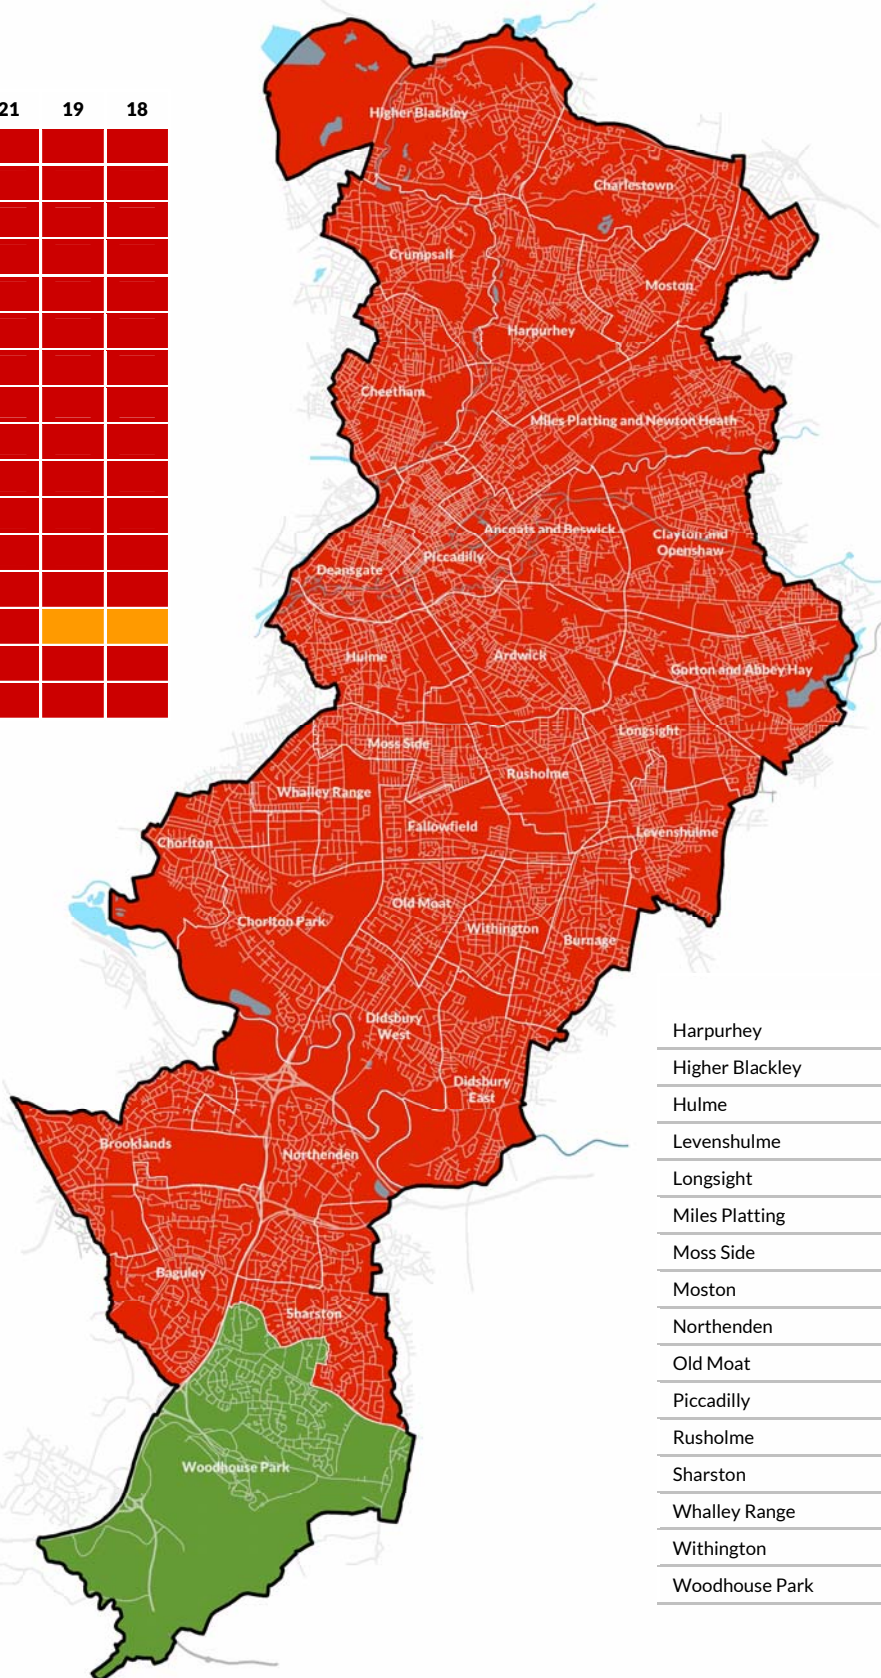 21 19 18
Higher Blackley
Charlestown
Crumpsall
Moston
Harpurhey
Cheetham
Miles Platting and Newton Heath
Ancoats and Beswick
Clayton and
Openshaw
Piccadilly
Deansgate
Hulme
Ardwick
Gorton and Abbey Hay
Longsight
Moss Side
Rusholme
Whalley Range
Fallowfield
Levenshulme
Chorlton
Old Moat
Chorlton Park
Withington
Burnage
Didsbury
West
Didsbury
East
Brooklands
Northenden
Baguley
Sharston
Woodhouse Park
Harpurhey
Higher Blackley
Hulme
Levenshulme
Longsight
Miles Platting
Moss Side
Moston
Northenden
Old Moat
Piccadilly
Rusholme
Sharston
Whalley Range
Withington
Woodhouse Park